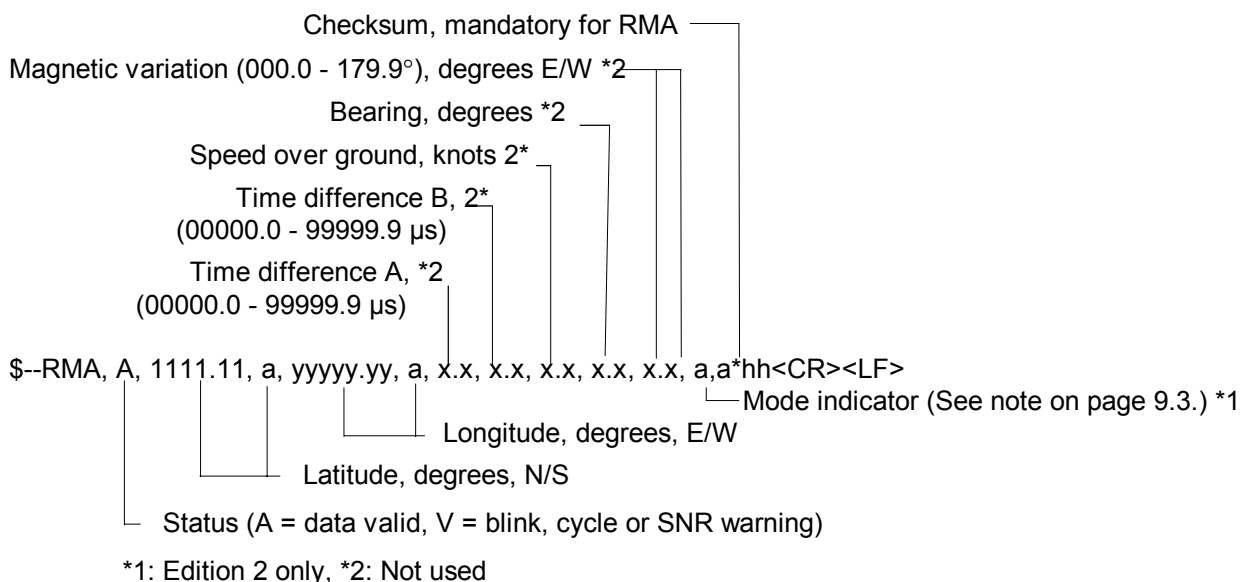 Checksum, mandatory for RMA
Magnetic variation (000.0 - 179.9°), degrees E/W *2
Bearing, degrees *2
Speed over ground, knots 2*
Time difference B, 2*
(00000.0 - 99999.9 µs)
Time difference A, *2
(00000.0 - 99999.9 µs)
$--RMA, A, 1111.11, a, yyyyy.yy, a, x.x, x.x, x.x, x.x, x.x, a,a*hh<CR><LF>
Mode indicator (See note on page 9.3.) *1
Longitude, degrees, E/W
Latitude, degrees, N/S
Status (A = data valid, V = blink, cycle or SNR warning)
*1: Edition 2 only, *2: Not used